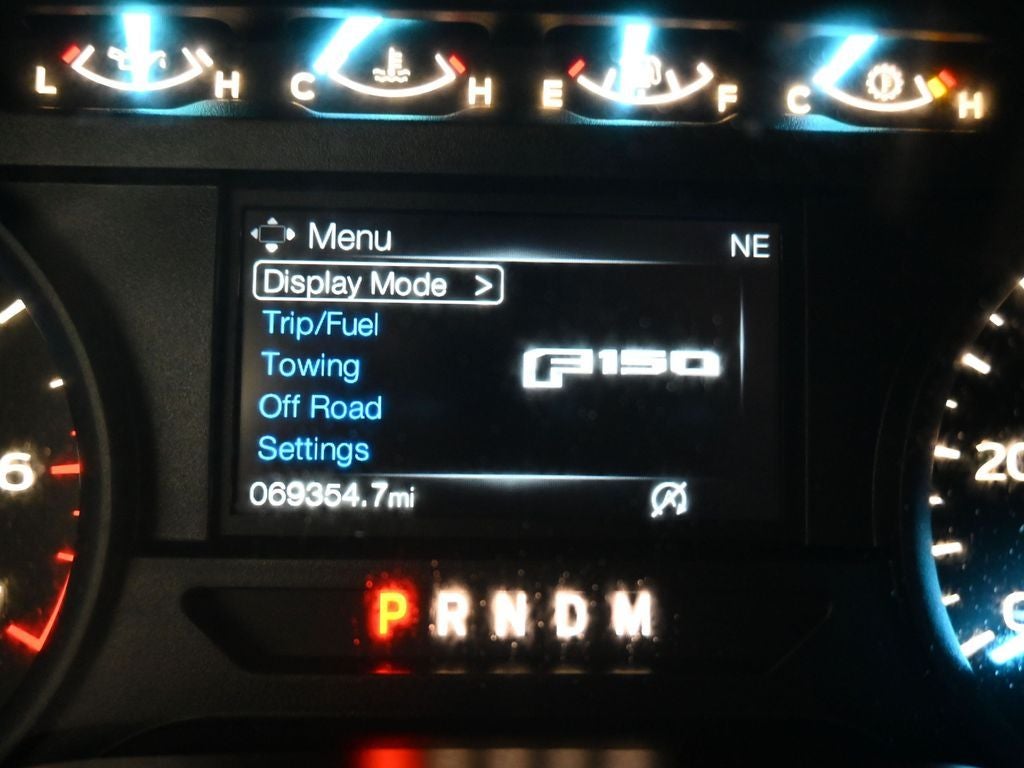 L H C H E F C H
Menu NE
Display Mode >
Trip/Fuel
F150
Towing
Off Road
6
20
Settings
069354.7mi A
P R N D M